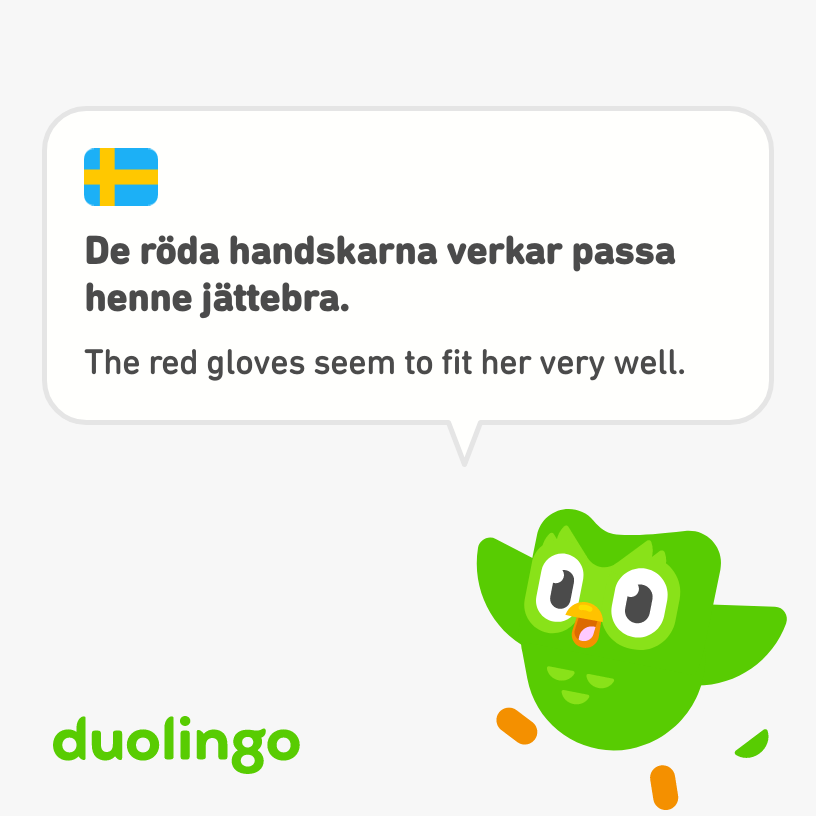 De röda handskarna verkar passa
henne jättebra.
The red gloves seem to fit her very well.
duolingo